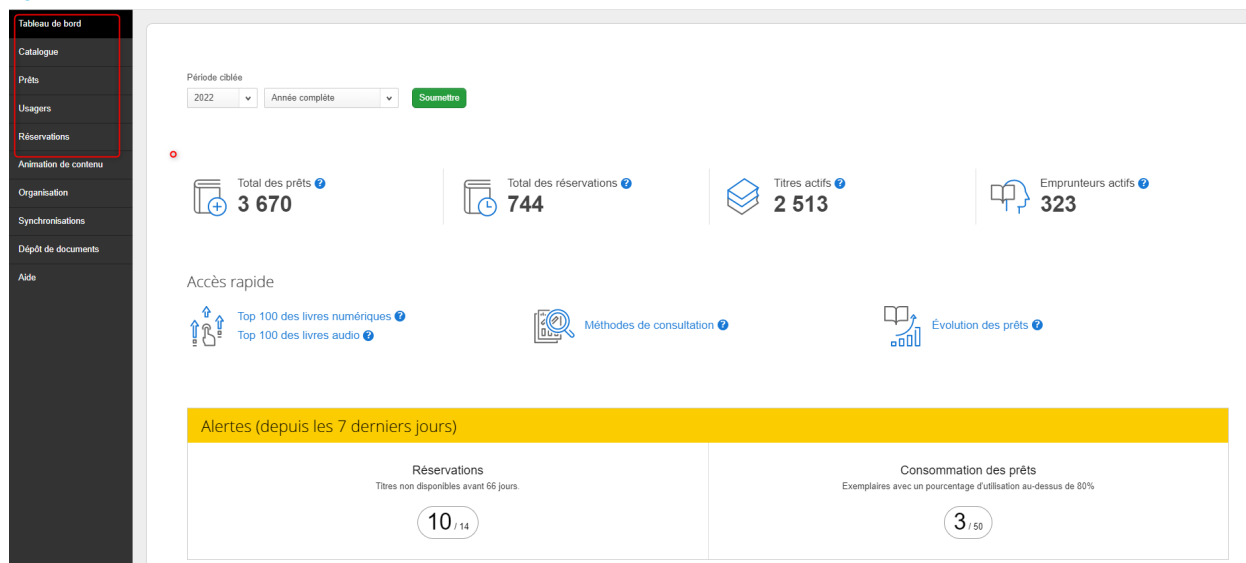 Tableau de bord
Catalogue
Prêts
Usagers
Réservations
Animation de contenu
Organisation
Synchronisations
Dépôt de documents
Aide
Période ciblée
2022 Année complète Soumettre
Total des prêts ?
3 670
Total des réservations ?
744
Titres actifs ?
2 513
Emprunteurs actifs ?
323
Accès rapide
Top 100 des livres numériques ?
Top 100 des livres audio ?
Méthodes de consultation ?
Évolution des prêts ?
Alertes (depuis les 7 derniers jours)
Réservations
Titres non disponibles avant 66 jours.
10 / 14
Consommation des prêts
Exemplaires avec un pourcentage d'utilisation au-dessus de 80%
3 / 50